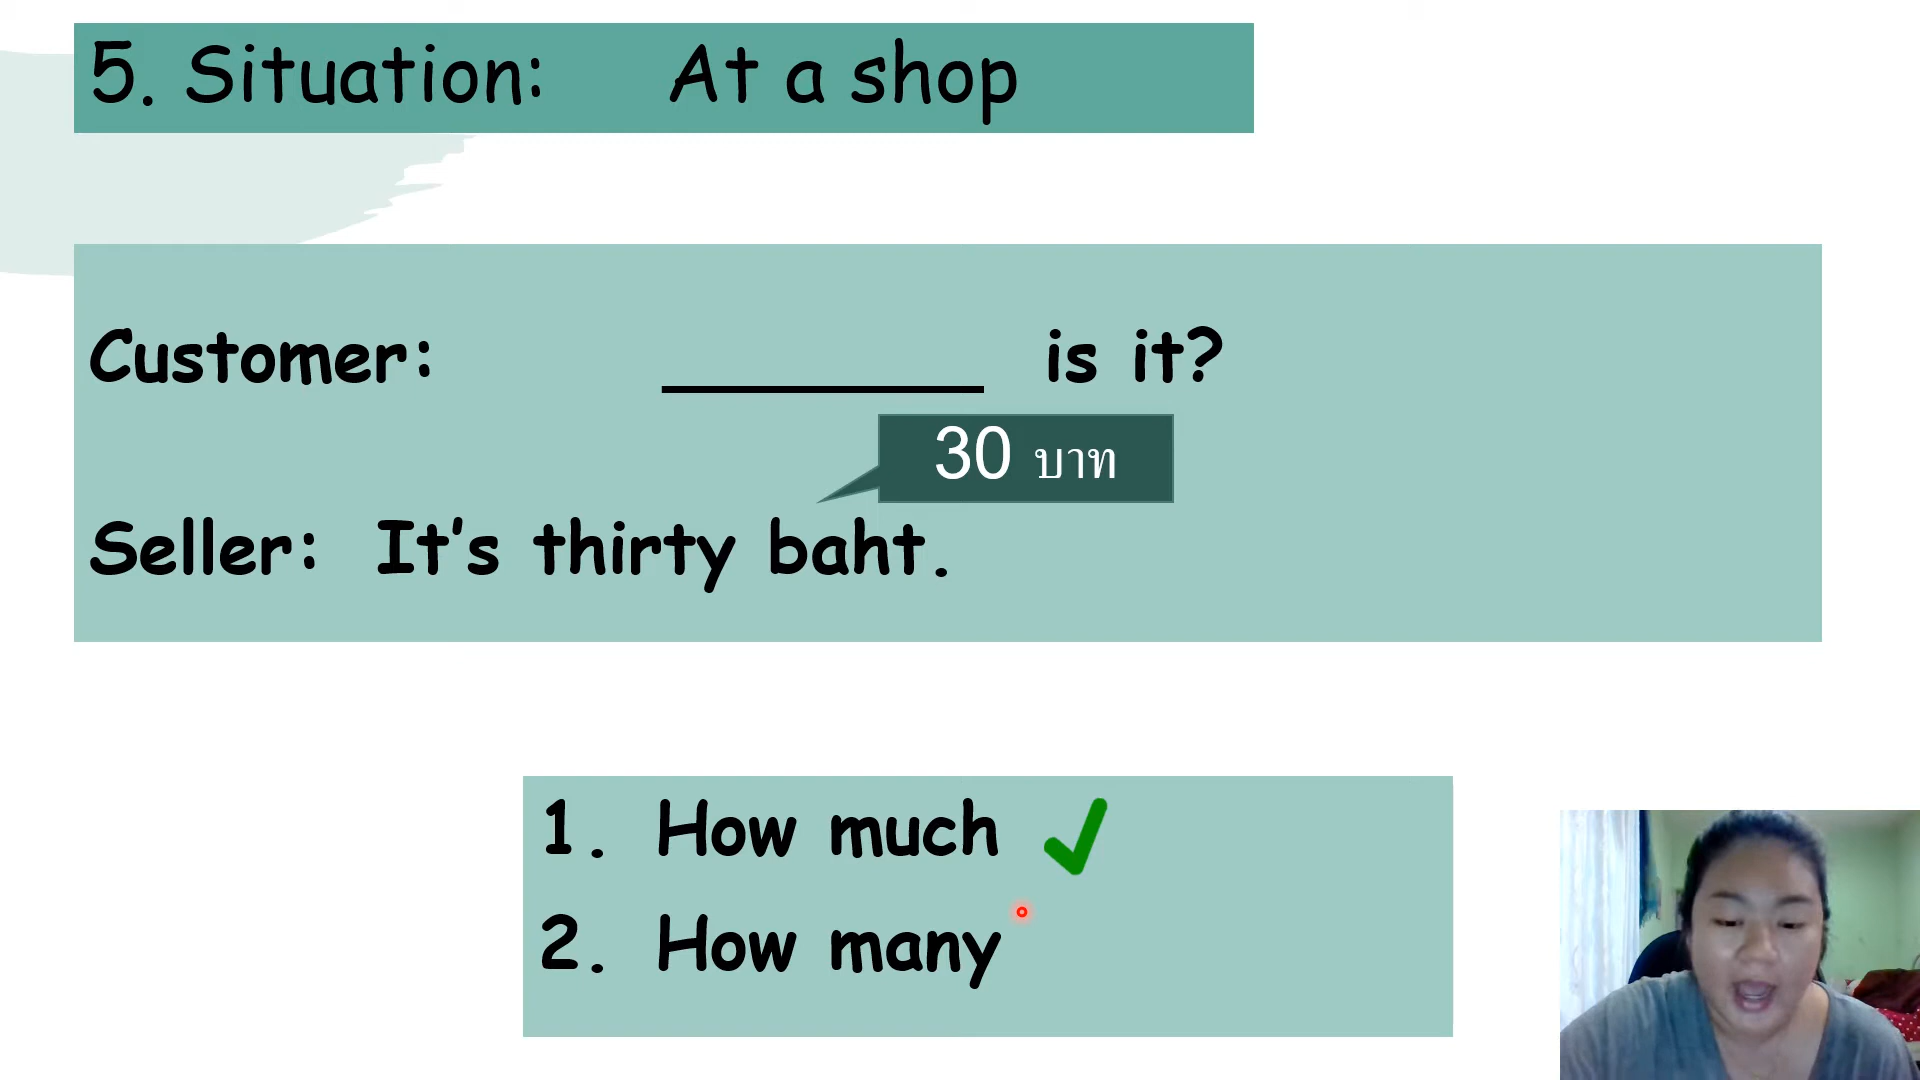 5. Situation: At a shop
Customer: ________ is it?
30 บาท
Seller: It's thirty baht.
1. How much
2. How many